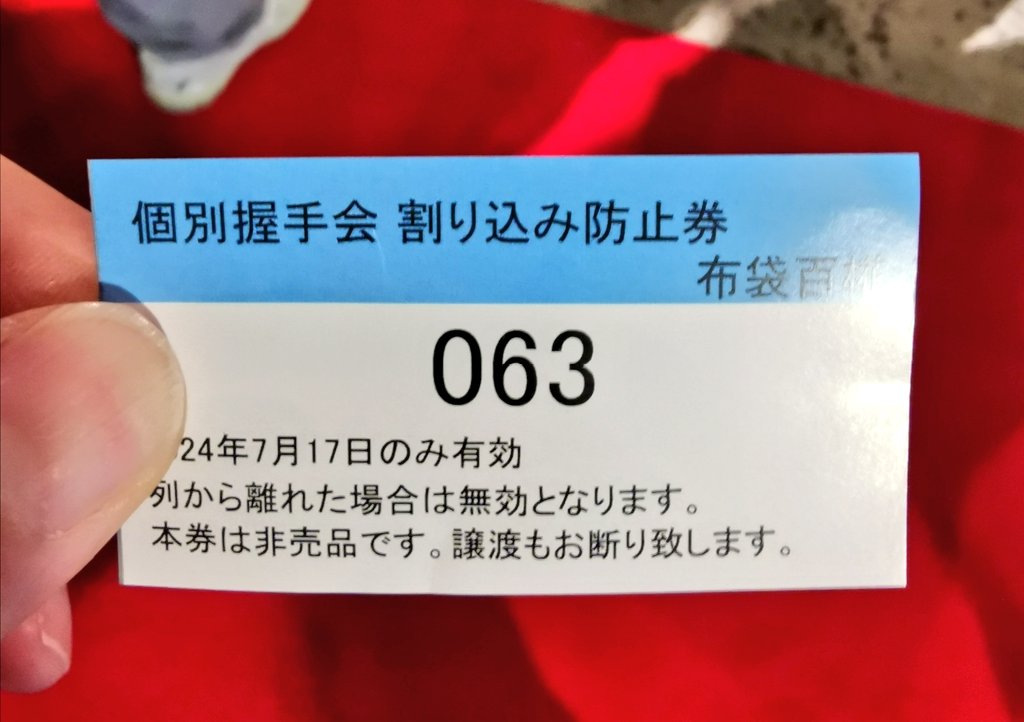 個別握手会 割り込み防止券
布袋百椛
063
24年7月17日のみ有効
列から離れた場合は無効となります。
本券は非売品です。譲渡もお断り致します。